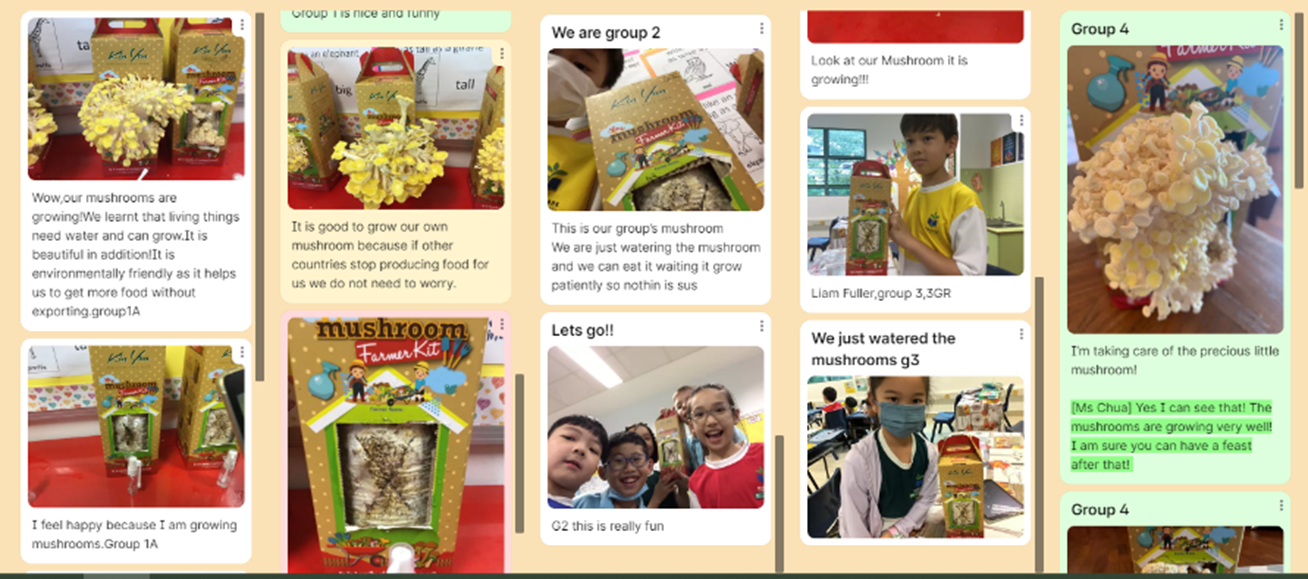 Wow,our mushrooms are
growing!We learnt that living things
need water and can grow.It is
beautiful in addition!It is
environmentally friendly as it helps
us to get more food without
exporting.group1A
I feel happy because I am growing
mushrooms.Group 1A
Group 1 is nice and funny
big
tall
It is good to grow our own
mushroom because if other
countries stop producing food for
us we do not need to worry.
mushroom
Farmer Kit
We are group 2
Kin Yan
mushroom
Farmer Kit
This is our group's mushroom
We are just watering the mushroom
and we can eat it waiting it grow
patiently so nothin is sus
Lets go!!
G2 this is really fun
Look at our Mushroom it is
growing!!!
Liam Fuller,group 3,3GR
We just watered the
mushrooms g3
Group 4
Farmer Kit
I'm taking care of the precious little
mushroom!
[Ms Chua] Yes I can see that! The
mushrooms are growing very well!
I am sure you can have a feast
after that!
Group 4